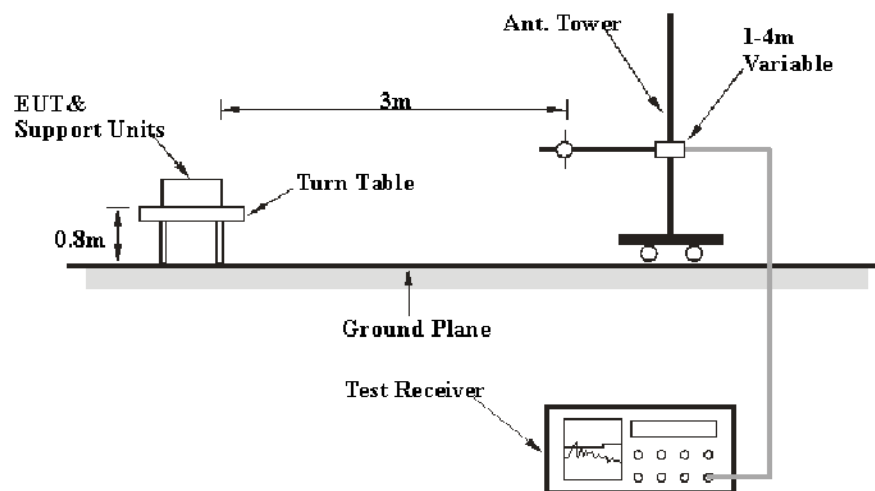 Ant. Tower
1-4m
Variable
3m
EUT&
Support Units
Turn Table
0.8m
Ground Plane
Test Receiver